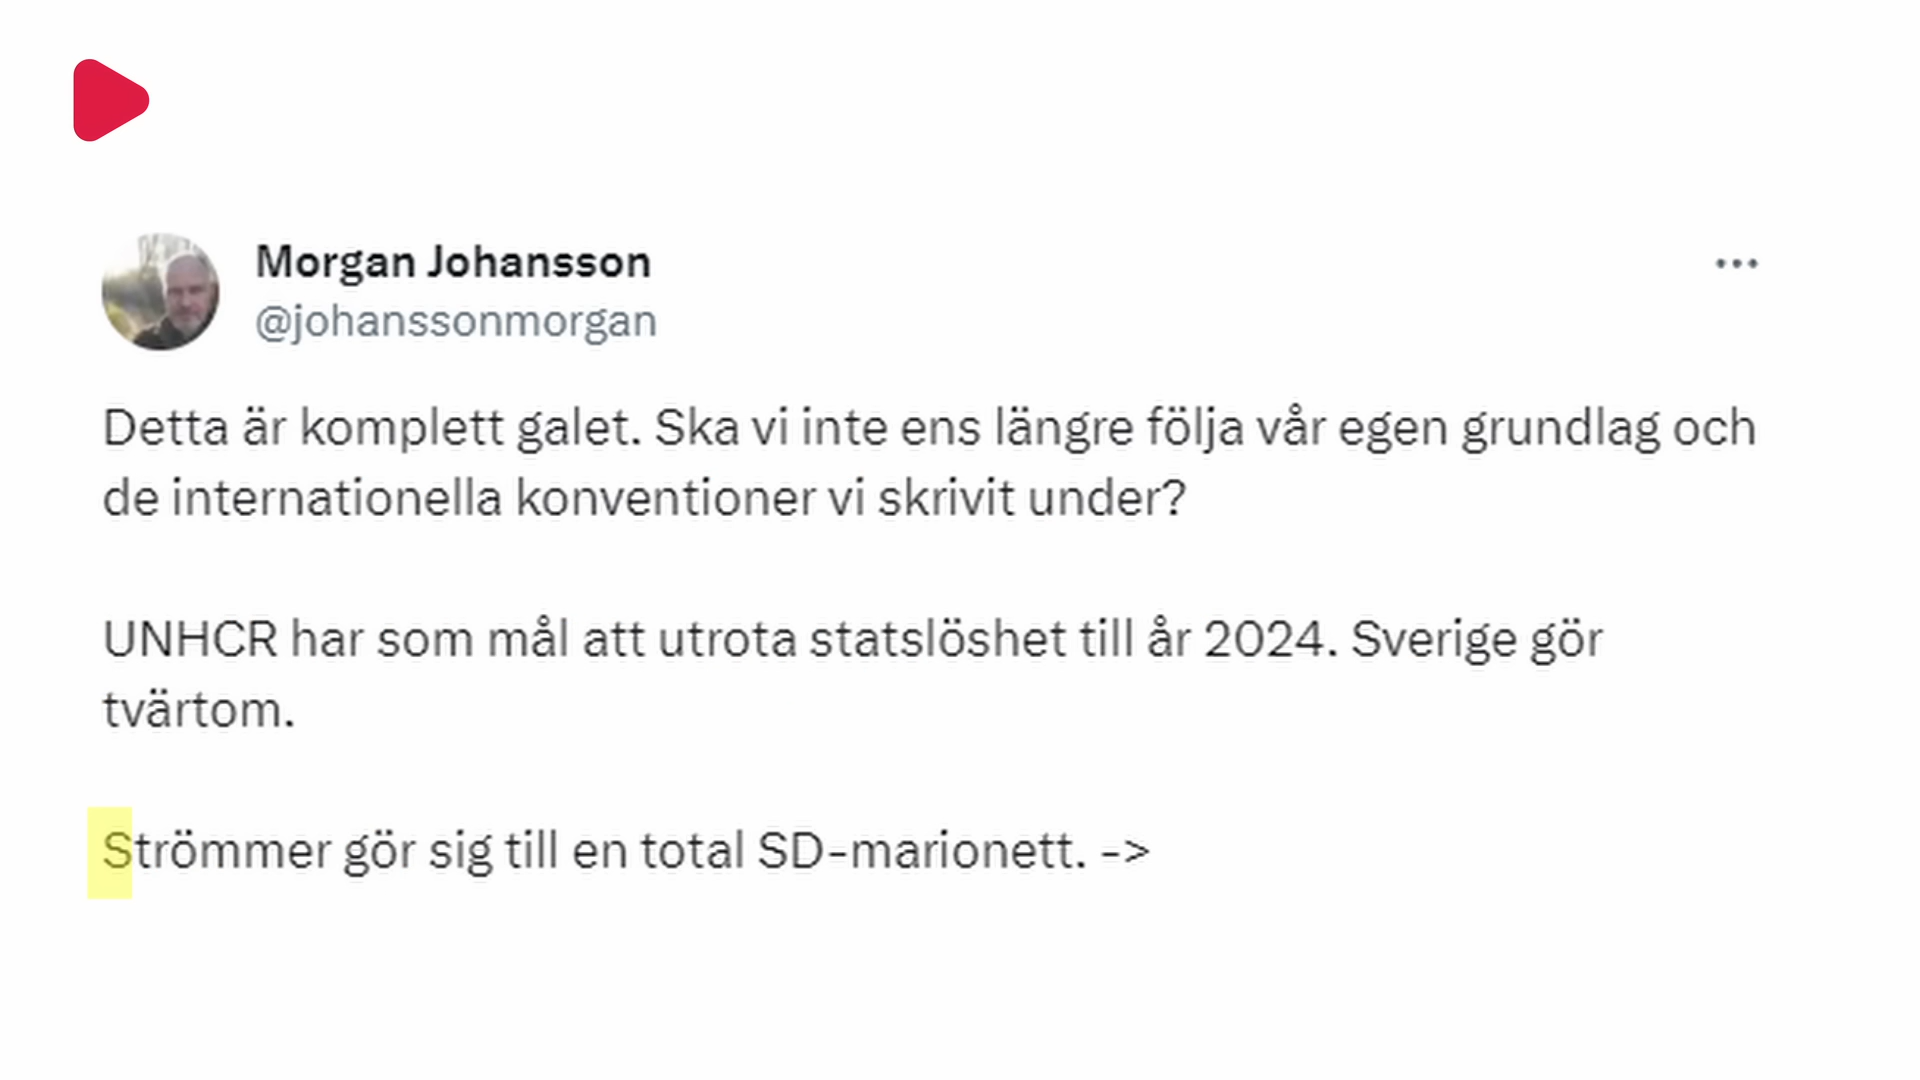 Morgan Johansson
@johanssonmorgan
Detta är komplett galet. Ska vi inte ens längre följa vår egen grundlag och
de internationella konventioner vi skrivit under?
UNHCR har som mål att utrota statslöshet till år 2024. Sverige gör
tvärtom.
Strömmer gör sig till en total SD-marionett. ->